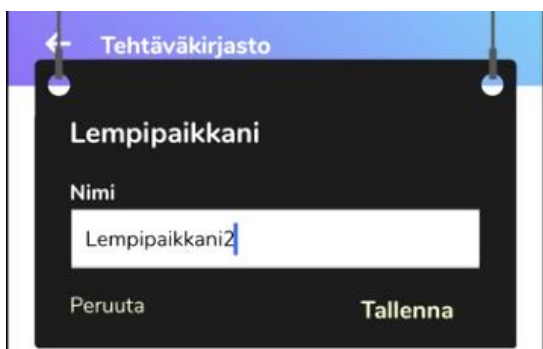 Tehtäväkirjasto
Lempipaikkani
Nimi
Lempipaikkani2
Peruuta Tallenna